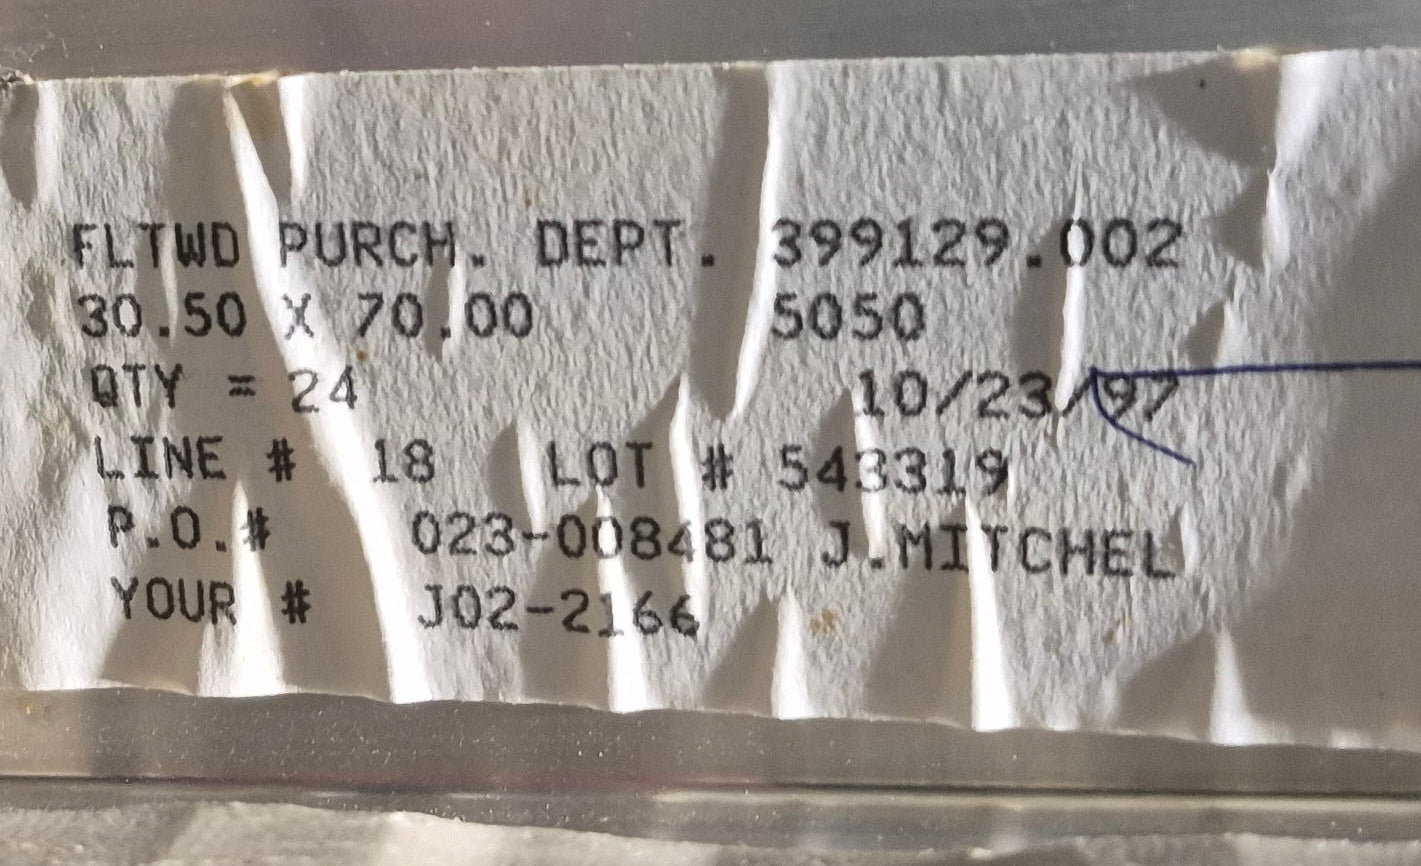 FLTWD PURCH. DEPT. 399129.002
30.50 X 70.00 5050
QTY = 24 10/23/97
LINE # 18 LOT # 543319
P.O.# 023-008481 J.MITCHEL
YOUR # J02-2166